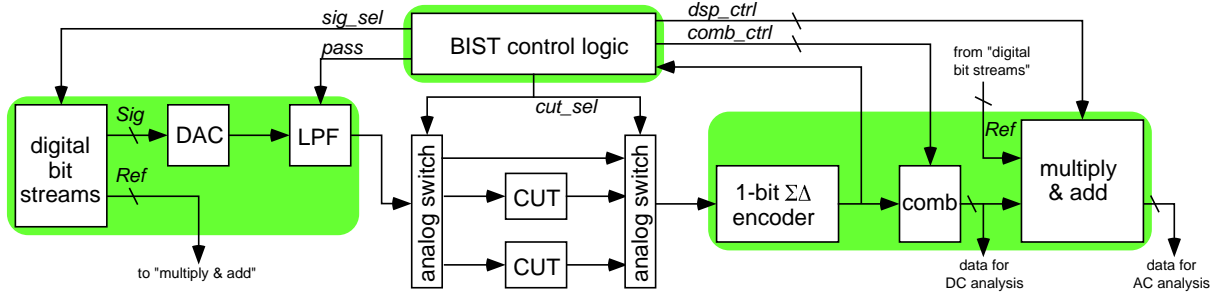 sig_sel
dsp_ctrl
pass
BIST control logic
comb_ctrl
from "digital
bit streams"
cut_sel
Sig
DAC
LPF
digital
bit
streams
Ref
to "multiply & add"
analog switch
CUT
CUT
analog switch
1-bit ΣΔ
encoder
comb
Ref
multiply
& add
data for
DC analysis
data for
AC analysis